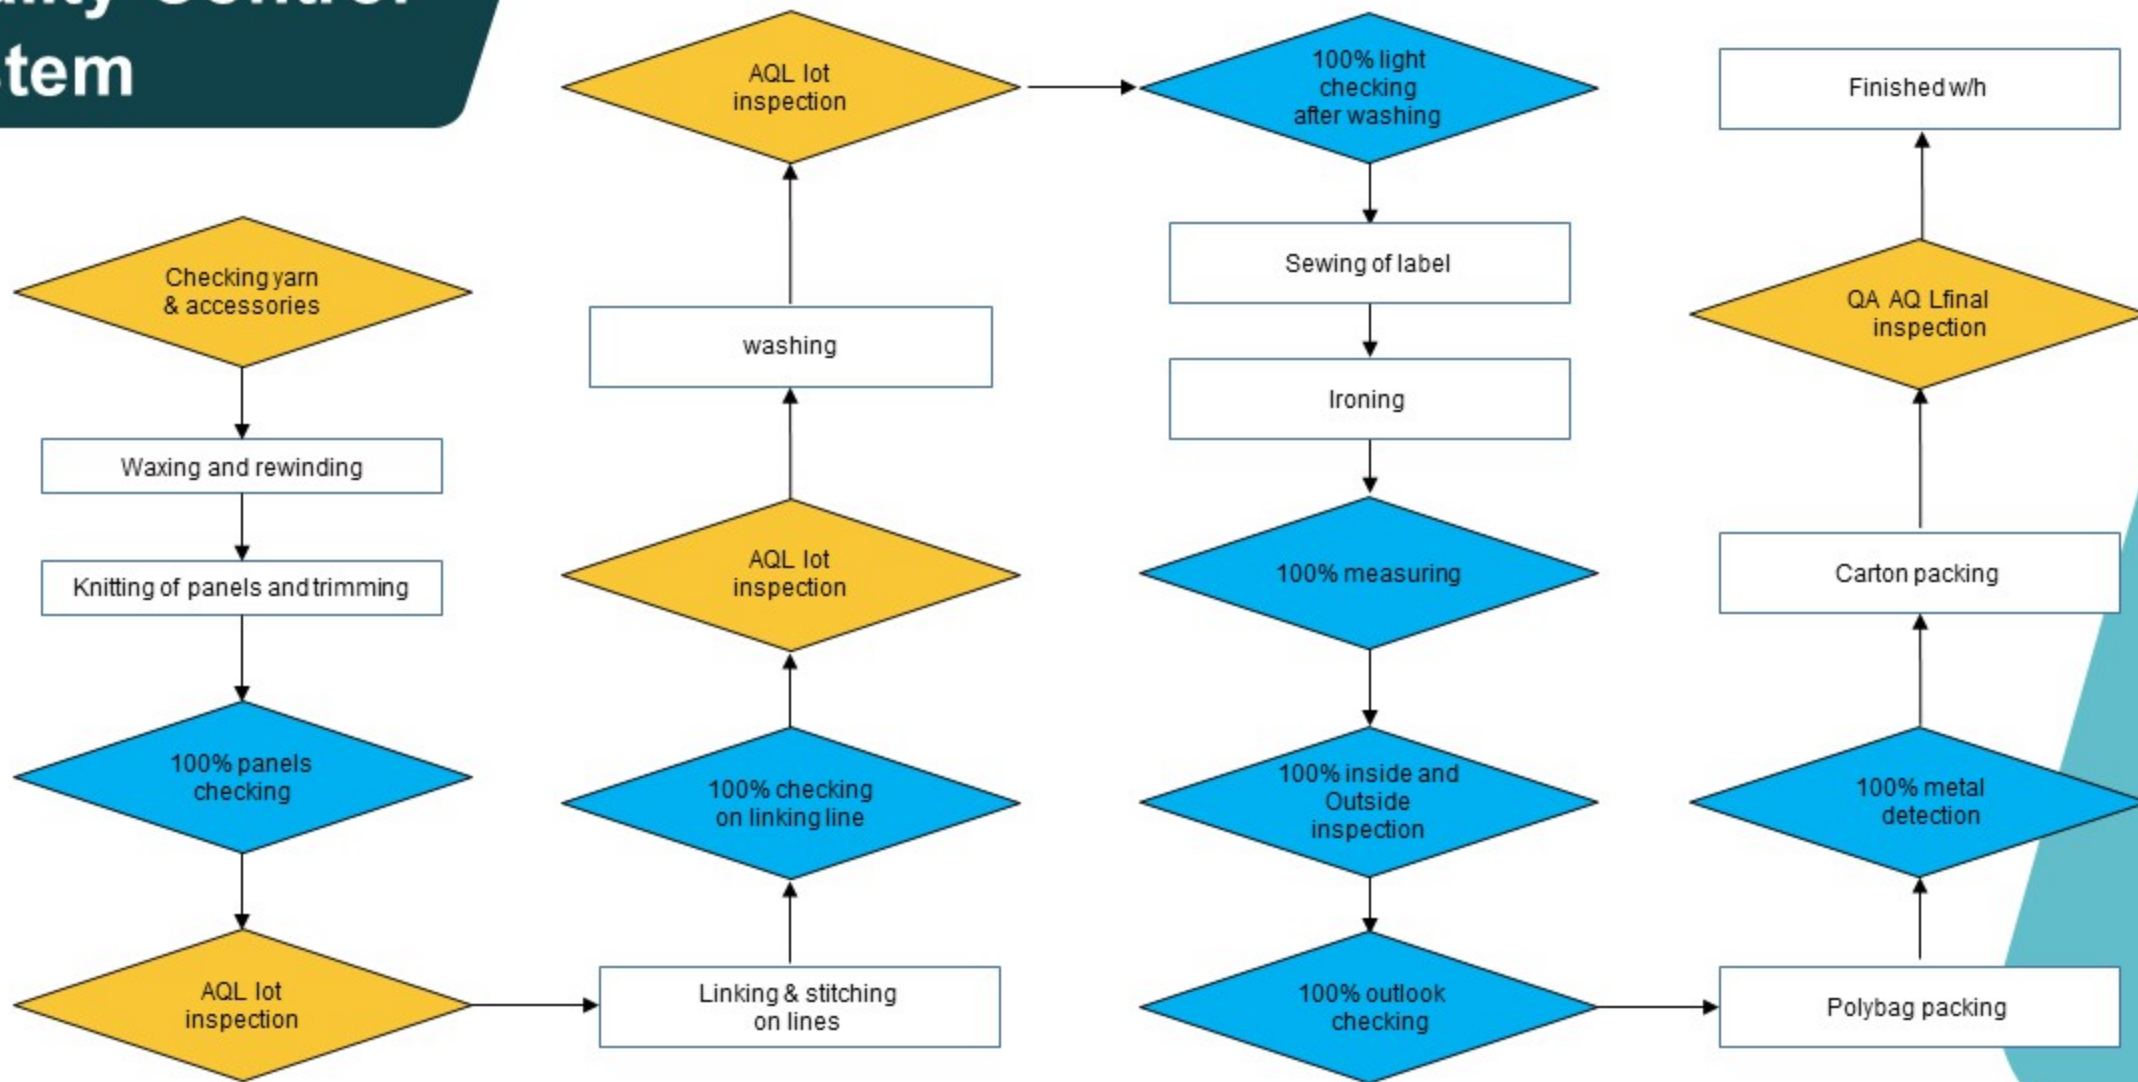 Control
Checking yarn
& accessories
Waxing and rewinding
Knitting of panels and trimming
100% panels
checking
AQL lot
inspection
Linking & stitching
on lines
100% checking
on linking line
AQL lot
inspection
washing
AQL lot
inspection
100% light
checking
after washing
Sewing of label
Ironing
100% measuring
100% inside and
Outside
inspection
100% outlook
checking
Polybag packing
100% metal
detection
Carton packing
QA AQ Lfinal
inspection
Finished w/h